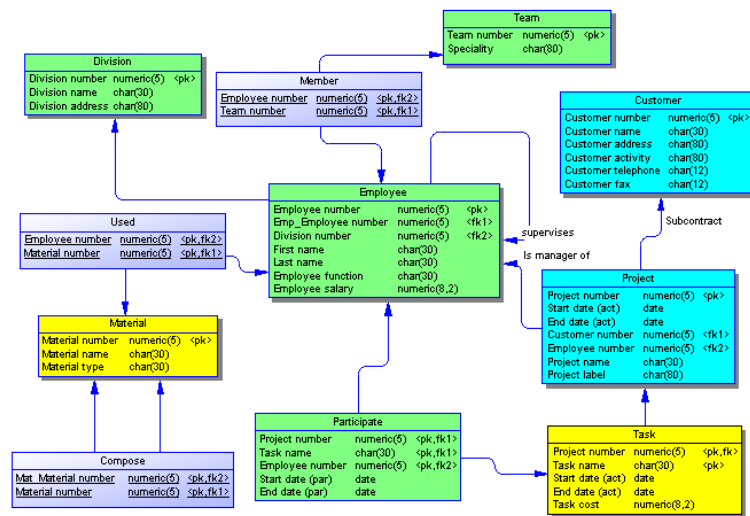 Team
Team number numeric(5) <pk>
Speciality char(80)
Division
Division number numeric(5) <pk>
Division name char(30)
Division address char(80)
Member
Employee number numeric(5) <pk,fk2>
Team number numeric(5) <pk,fk1>
Customer
Customer number numeric(5) <pk>
Customer name char(30)
Customer address char(80)
Customer activity char(80)
Customer telephone char(12)
Customer fax char(12)
Employee
Employee number numeric(5) <pk>
Emp_Employee number numeric(5) <fk1>
Division number numeric(5) <fk2>
First name char(30)
Last name char(30)
Employee function char(30)
Employee salary numeric(8,2)
supervises
Is manager of
Subcontract
Used
Employee number numeric(5) <pk,fk2>
Material number numeric(5) <pk,fk1>
Project
Project number numeric(5) <pk>
Start date (act) date
End date (act) date
Customer number numeric(5) <fk1>
Employee number numeric(5) <fk2>
Project name char(30)
Project label char(80)
Material
Material number numeric(5) <pk>
Material name char(30)
Material type char(30)
Participate
Project number numeric(5) <pk,fk1>
Task name char(30) <pk,fk1>
Employee number numeric(5) <pk,fk2>
Start date (par) date
End date (par) date
Task
Project number numeric(5) <pk,fk>
Task name char(30) <pk>
Start date (act) date
End date (act) date
Task cost numeric(8,2)
Compose
Mat_Material number numeric(5) <pk,fk2>
Material number numeric(5) <pk,fk1>